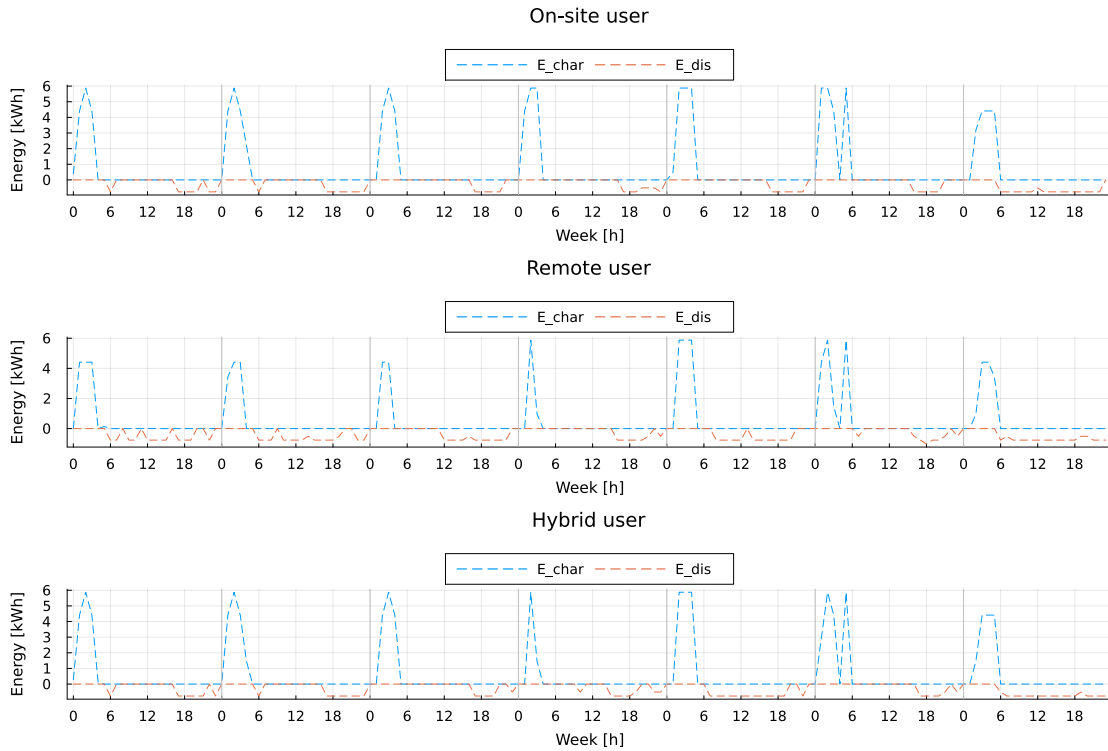 On-site user
E_char E_dis
6
5
4
3
2
1
0
Energy [kWh]
0 6 12 18 0 6 12 18 0 6 12 18 0 6 12 18 0 6 12 18 0 6 12 18 0 6 12 18
Week [h]
Remote user
E_char E_dis
6
4
2
0
Energy [kWh]
0 6 12 18 0 6 12 18 0 6 12 18 0 6 12 18 0 6 12 18 0 6 12 18 0 6 12 18
Week [h]
Hybrid user
E_char E_dis
6
5
4
3
2
1
0
Energy [kWh]
0 6 12 18 0 6 12 18 0 6 12 18 0 6 12 18 0 6 12 18 0 6 12 18 0 6 12 18
Week [h]